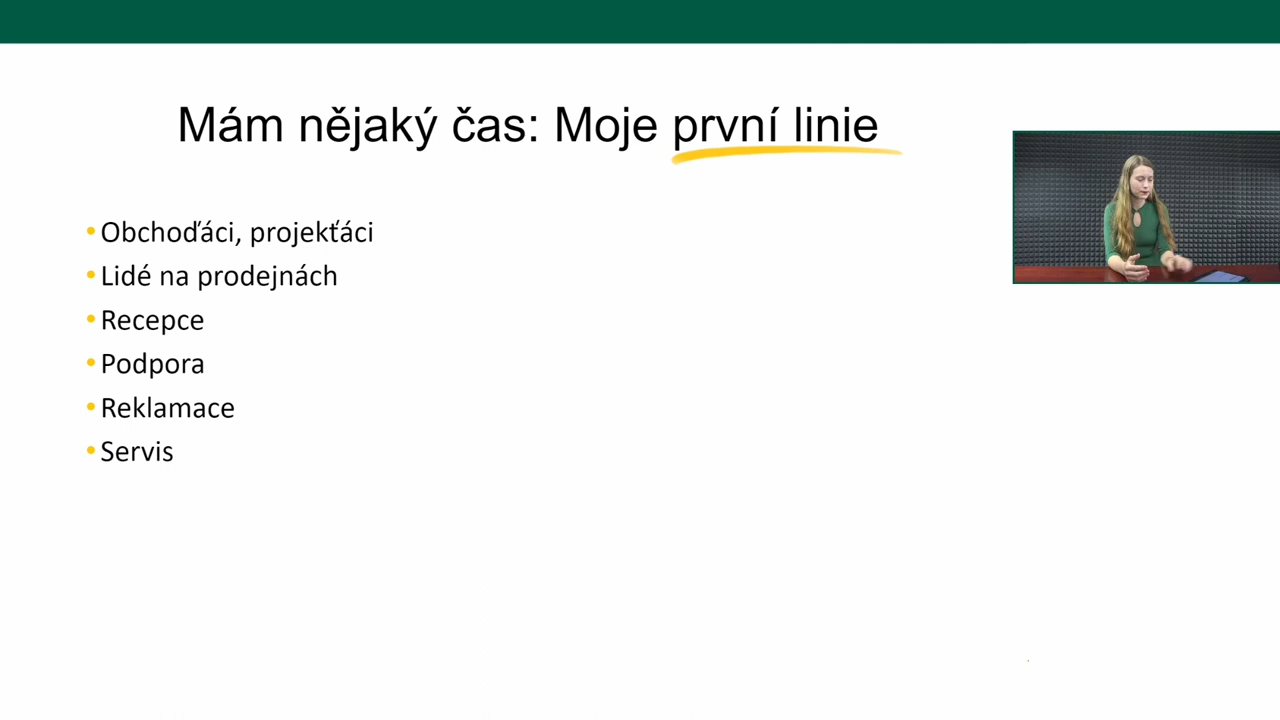 Mám nějaký čas: Moje první linie
•Obchoďáci, projekťáci
•Lidé na prodejnách
•Recepce
•Podpora
•Reklamace
•Servis